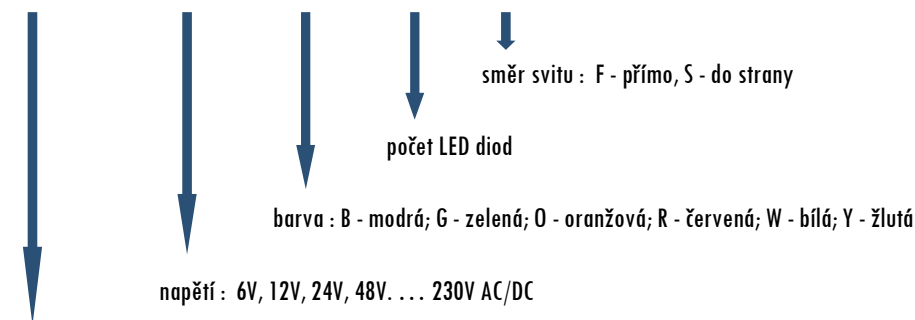 směr svitu : F - přímo, S - do strany
počet LED diod
barva : B - modrá; G - zelená; O - oranžová; R - červená; W - bílá; Y - žlutá
napětí : 6V, 12V, 24V, 48V. . . . 230V AC/DC